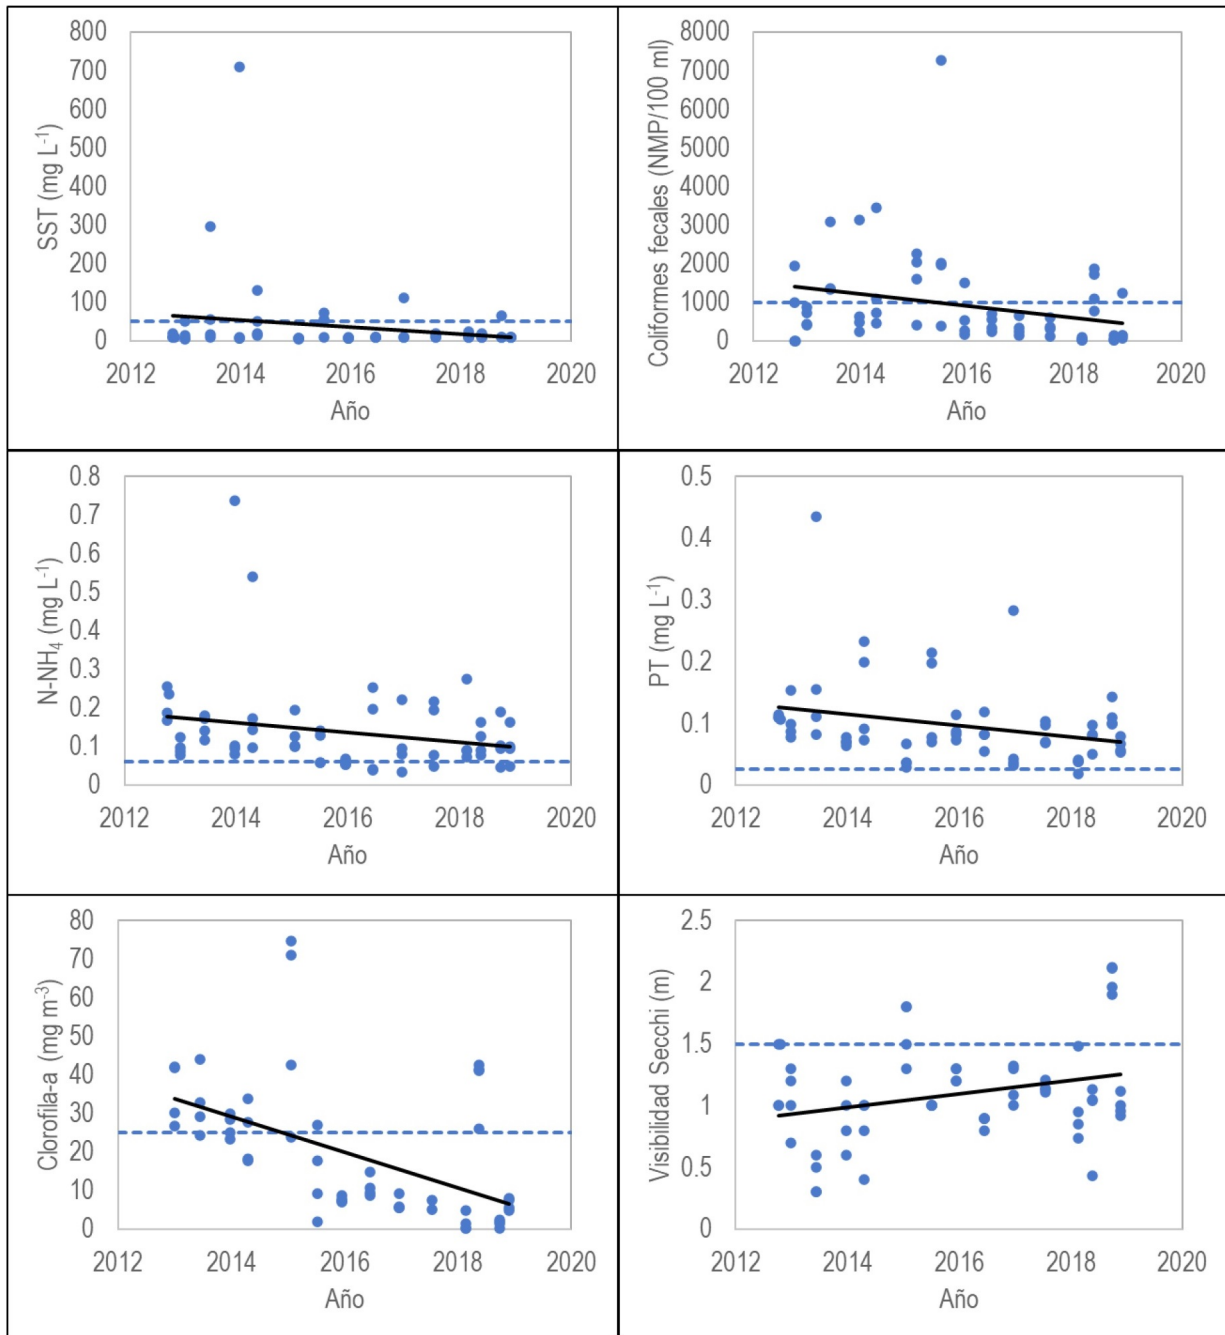 800
700
600
500
400
300
200
100
0
SST (mg L-1)
2012 2014 2016 2018 2020
Año
8000
7000
6000
5000
4000
3000
2000
1000
0
Coliformes fecales (NMP/100 ml)
2012 2014 2016 2018 2020
Año
0.8
0.7
0.6
0.5
0.4
0.3
0.2
0.1
0
N-NH4 (mg L-1)
2012 2014 2016 2018 2020
Año
0.5
0.4
0.3
0.2
0.1
0
PT (mg L-1)
2012 2014 2016 2018 2020
Año
80
70
60
50
40
30
20
10
0
Clorofila-a (mg m-3)
2012 2014 2016 2018 2020
Año
2.5
2
1.5
1
0.5
0
Visibilidad Secchi (m)
2012 2014 2016 2018 2020
Año